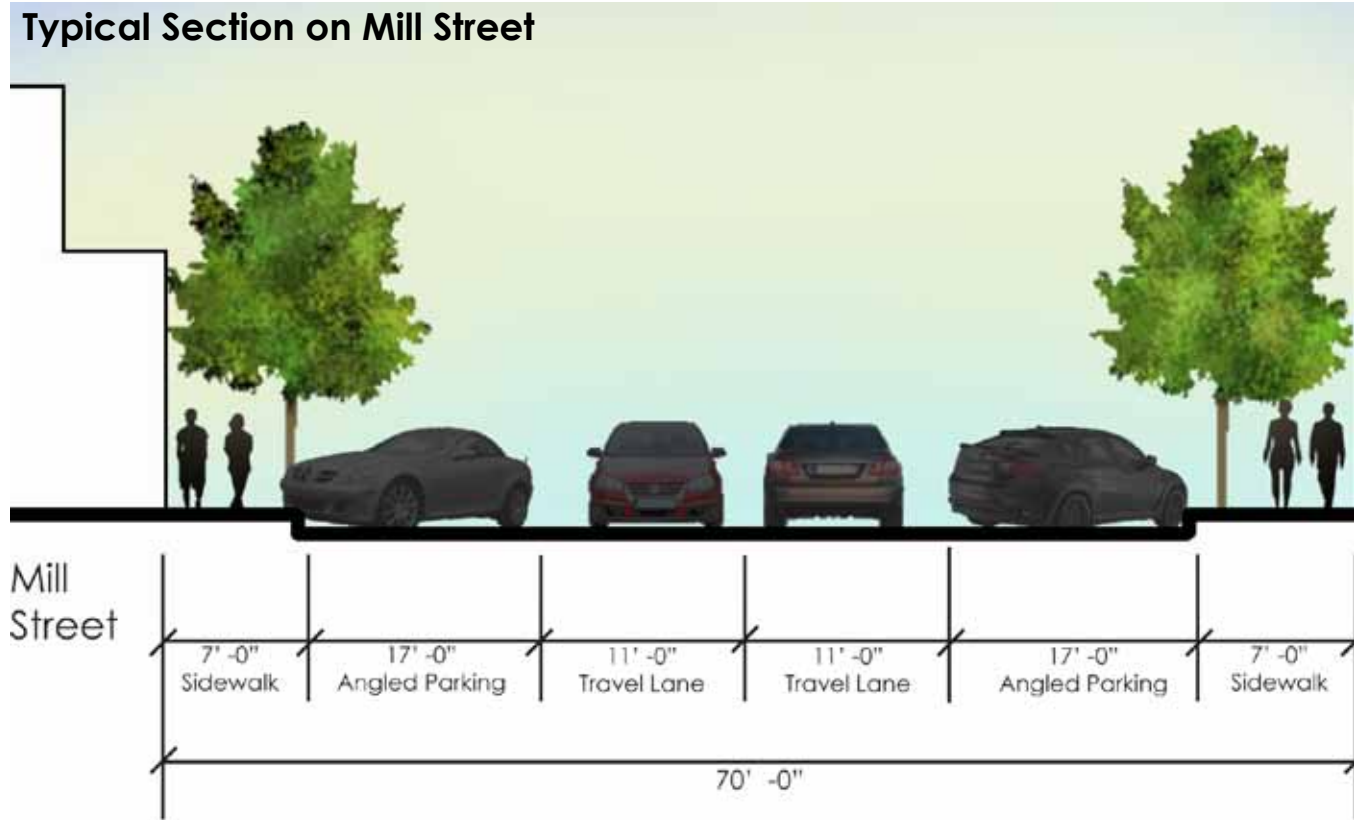 Typical Section on Mill Street
Mill
Street
7' -0"
Sidewalk
17' -0"
Angled Parking
11' -0"
Travel Lane
11' -0"
Travel Lane
17' -0"
Angled Parking
7' -0"
Sidewalk
70' -0"